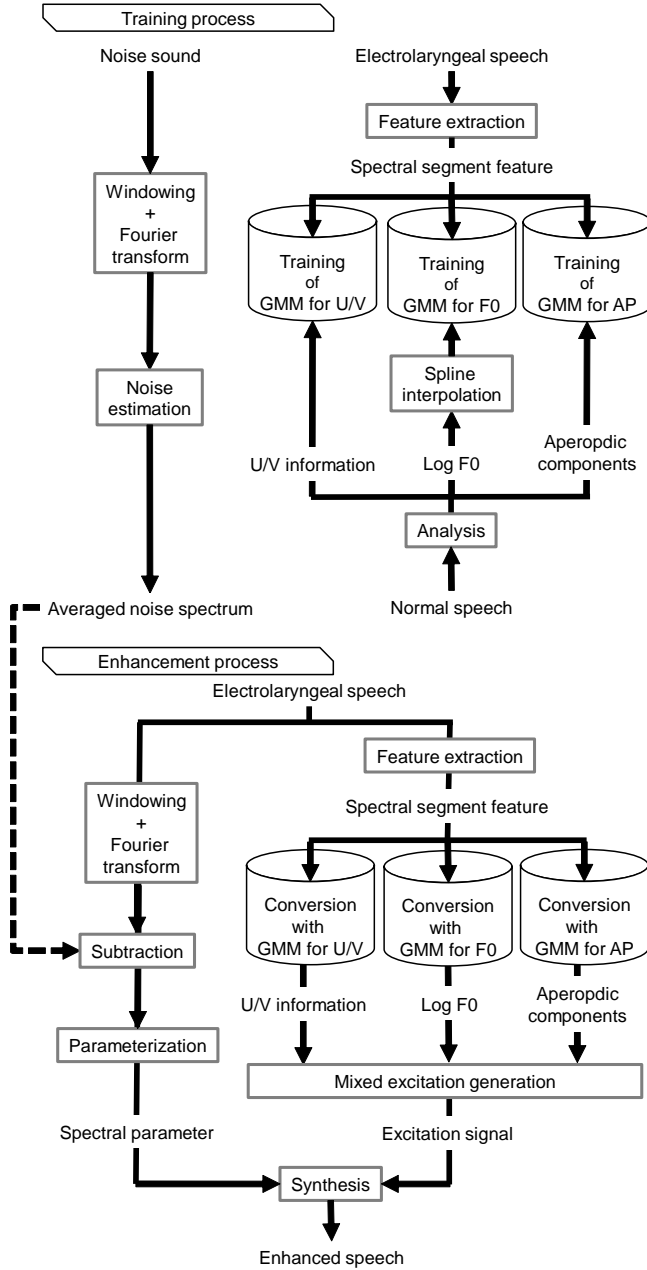 Training process
Noise sound
Windowing
+
Fourier
transform
Noise
estimation
Averaged noise spectrum
Electrolaryngeal speech
Feature extraction
Spectral segment feature
Training
of
GMM for U/V
Training
of
GMM for F0
Training
of
GMM for AP
Spline
interpolation
U/V information
Log F0
Aperopdic
components
Analysis
Normal speech
Enhancement process
Electrolaryngeal speech
Windowing
+
Fourier
transform
Subtraction
Parameterization
Spectral parameter
Feature extraction
Spectral segment feature
Conversion
with
GMM for U/V
Conversion
with
GMM for F0
Conversion
with
GMM for AP
U/V information
Log F0
Aperopdic
components
Mixed excitation generation
Excitation signal
Synthesis
Enhanced speech